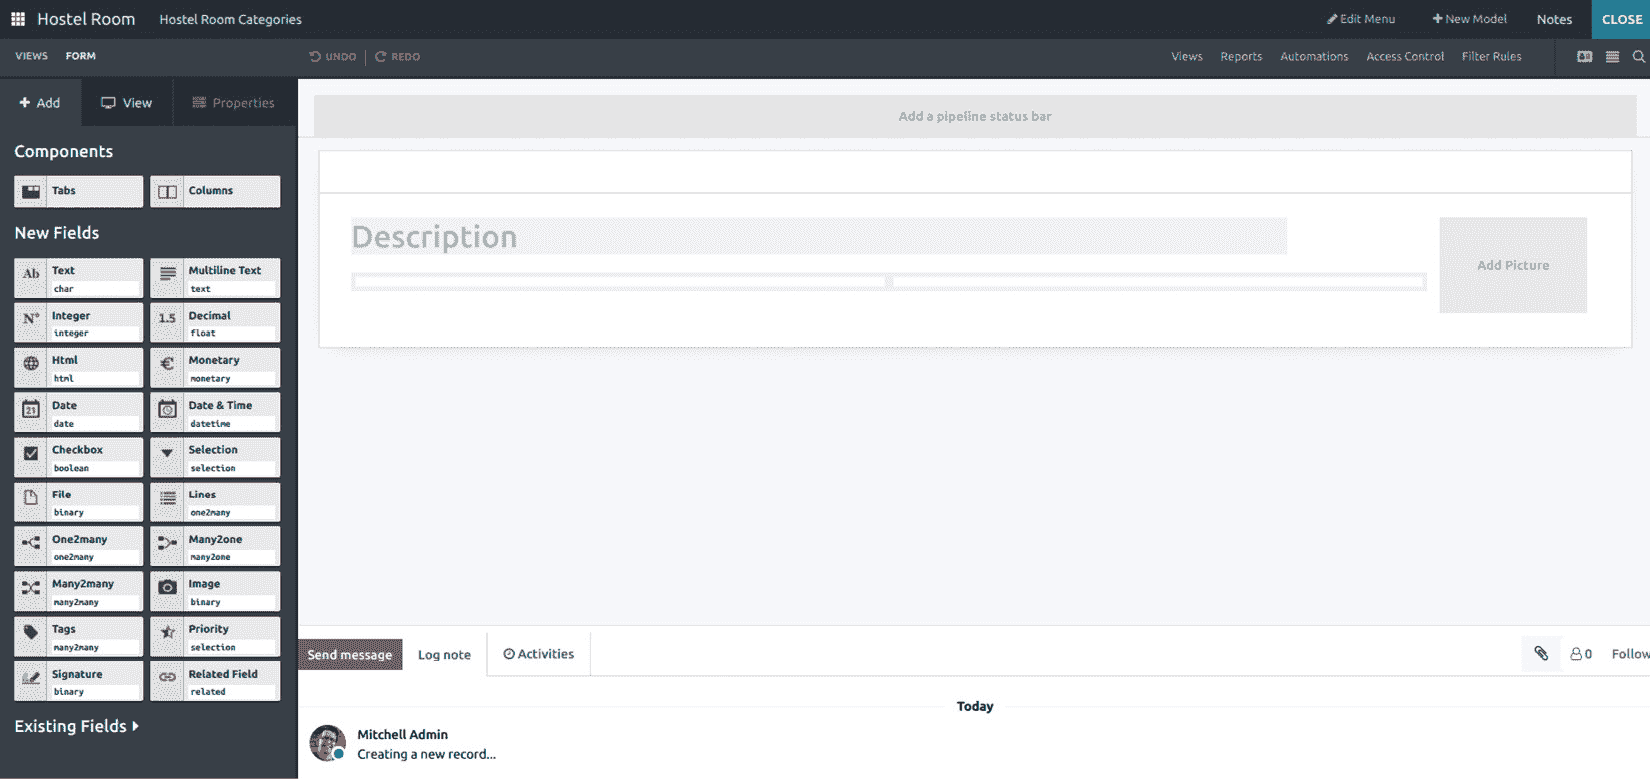 Hostel Room Hostel Room Categories Edit Menu New Model Notes CLOSE
VIEWS FORM UNDO REDO Views Reports Automations Access Control Filter Rules
Add View Properties
Add a pipeline status bar
Components
Tabs Columns
New Fields
Description
Add Picture
Ab Text Multiline Text
char text
N° Integer 1.5 Decimal
integer float
Html € Monetary
html monetary
Date Date & Time
date datetime
Checkbox Selection
boolean selection
File Lines
binary one2many
One2many Many2one
one2many many2one
Many2many Image
many2many binary
Tags Priority
many2many selection
Signature Related Field
binary related
Existing Fields
Send message Log note Activities 0 Follow
Today
Mitchell Admin
Creating a new record...